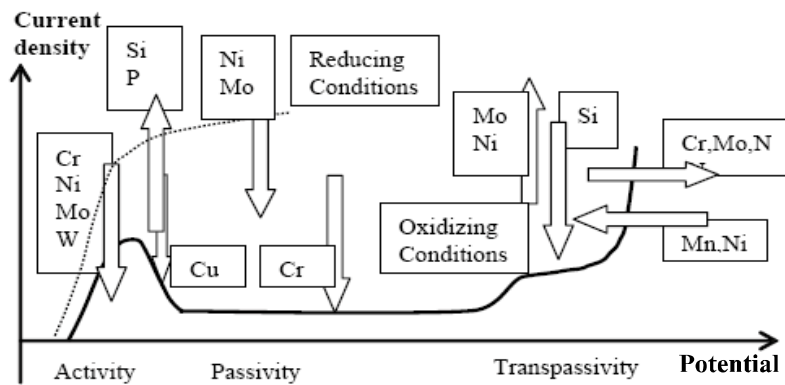 Current
density
Si
P
Ni
Mo
Reducing
Conditions
Mo
Ni
Si
Cr,Mo,N
Cr
Ni
Mo
W
Oxidizing
Conditions
Mn,Ni
Cu
Cr
Activity
Passivity
Transpassivity
Potential